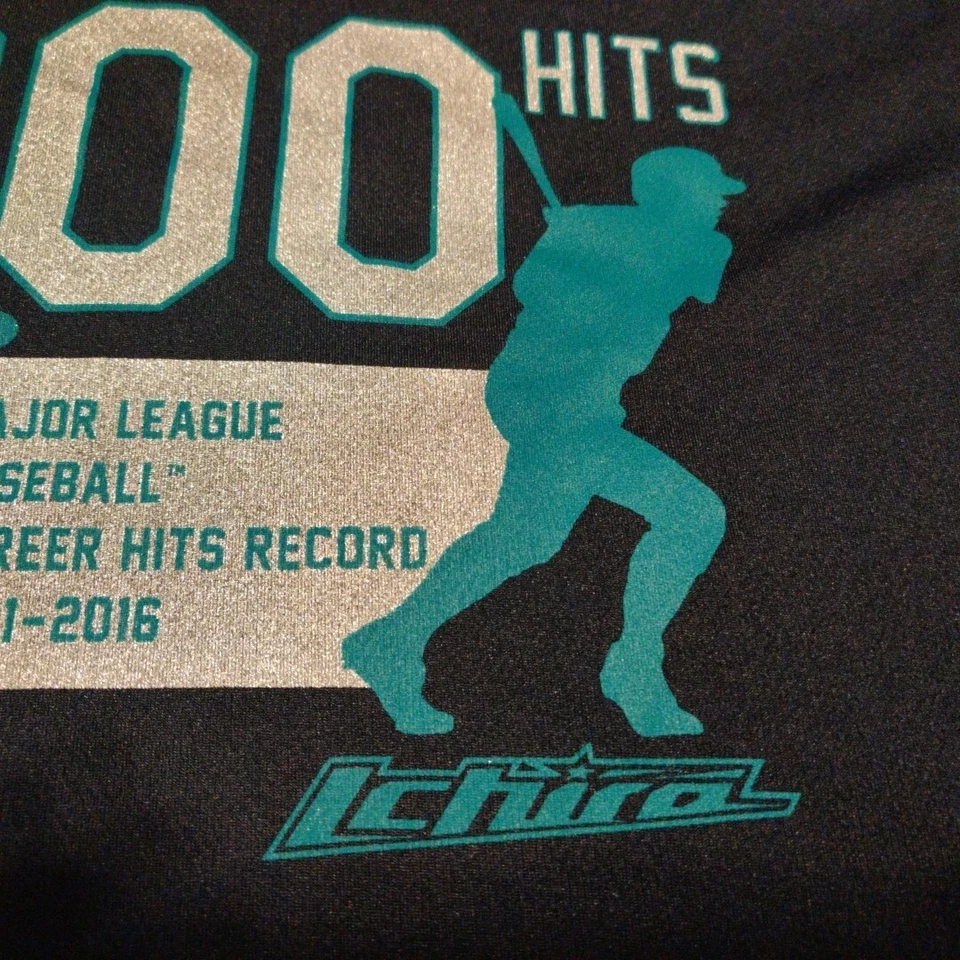 00 HITS
AJOR LEAGUE
SEBALL™
REER HITS RECORD
1-2016
Ichiro